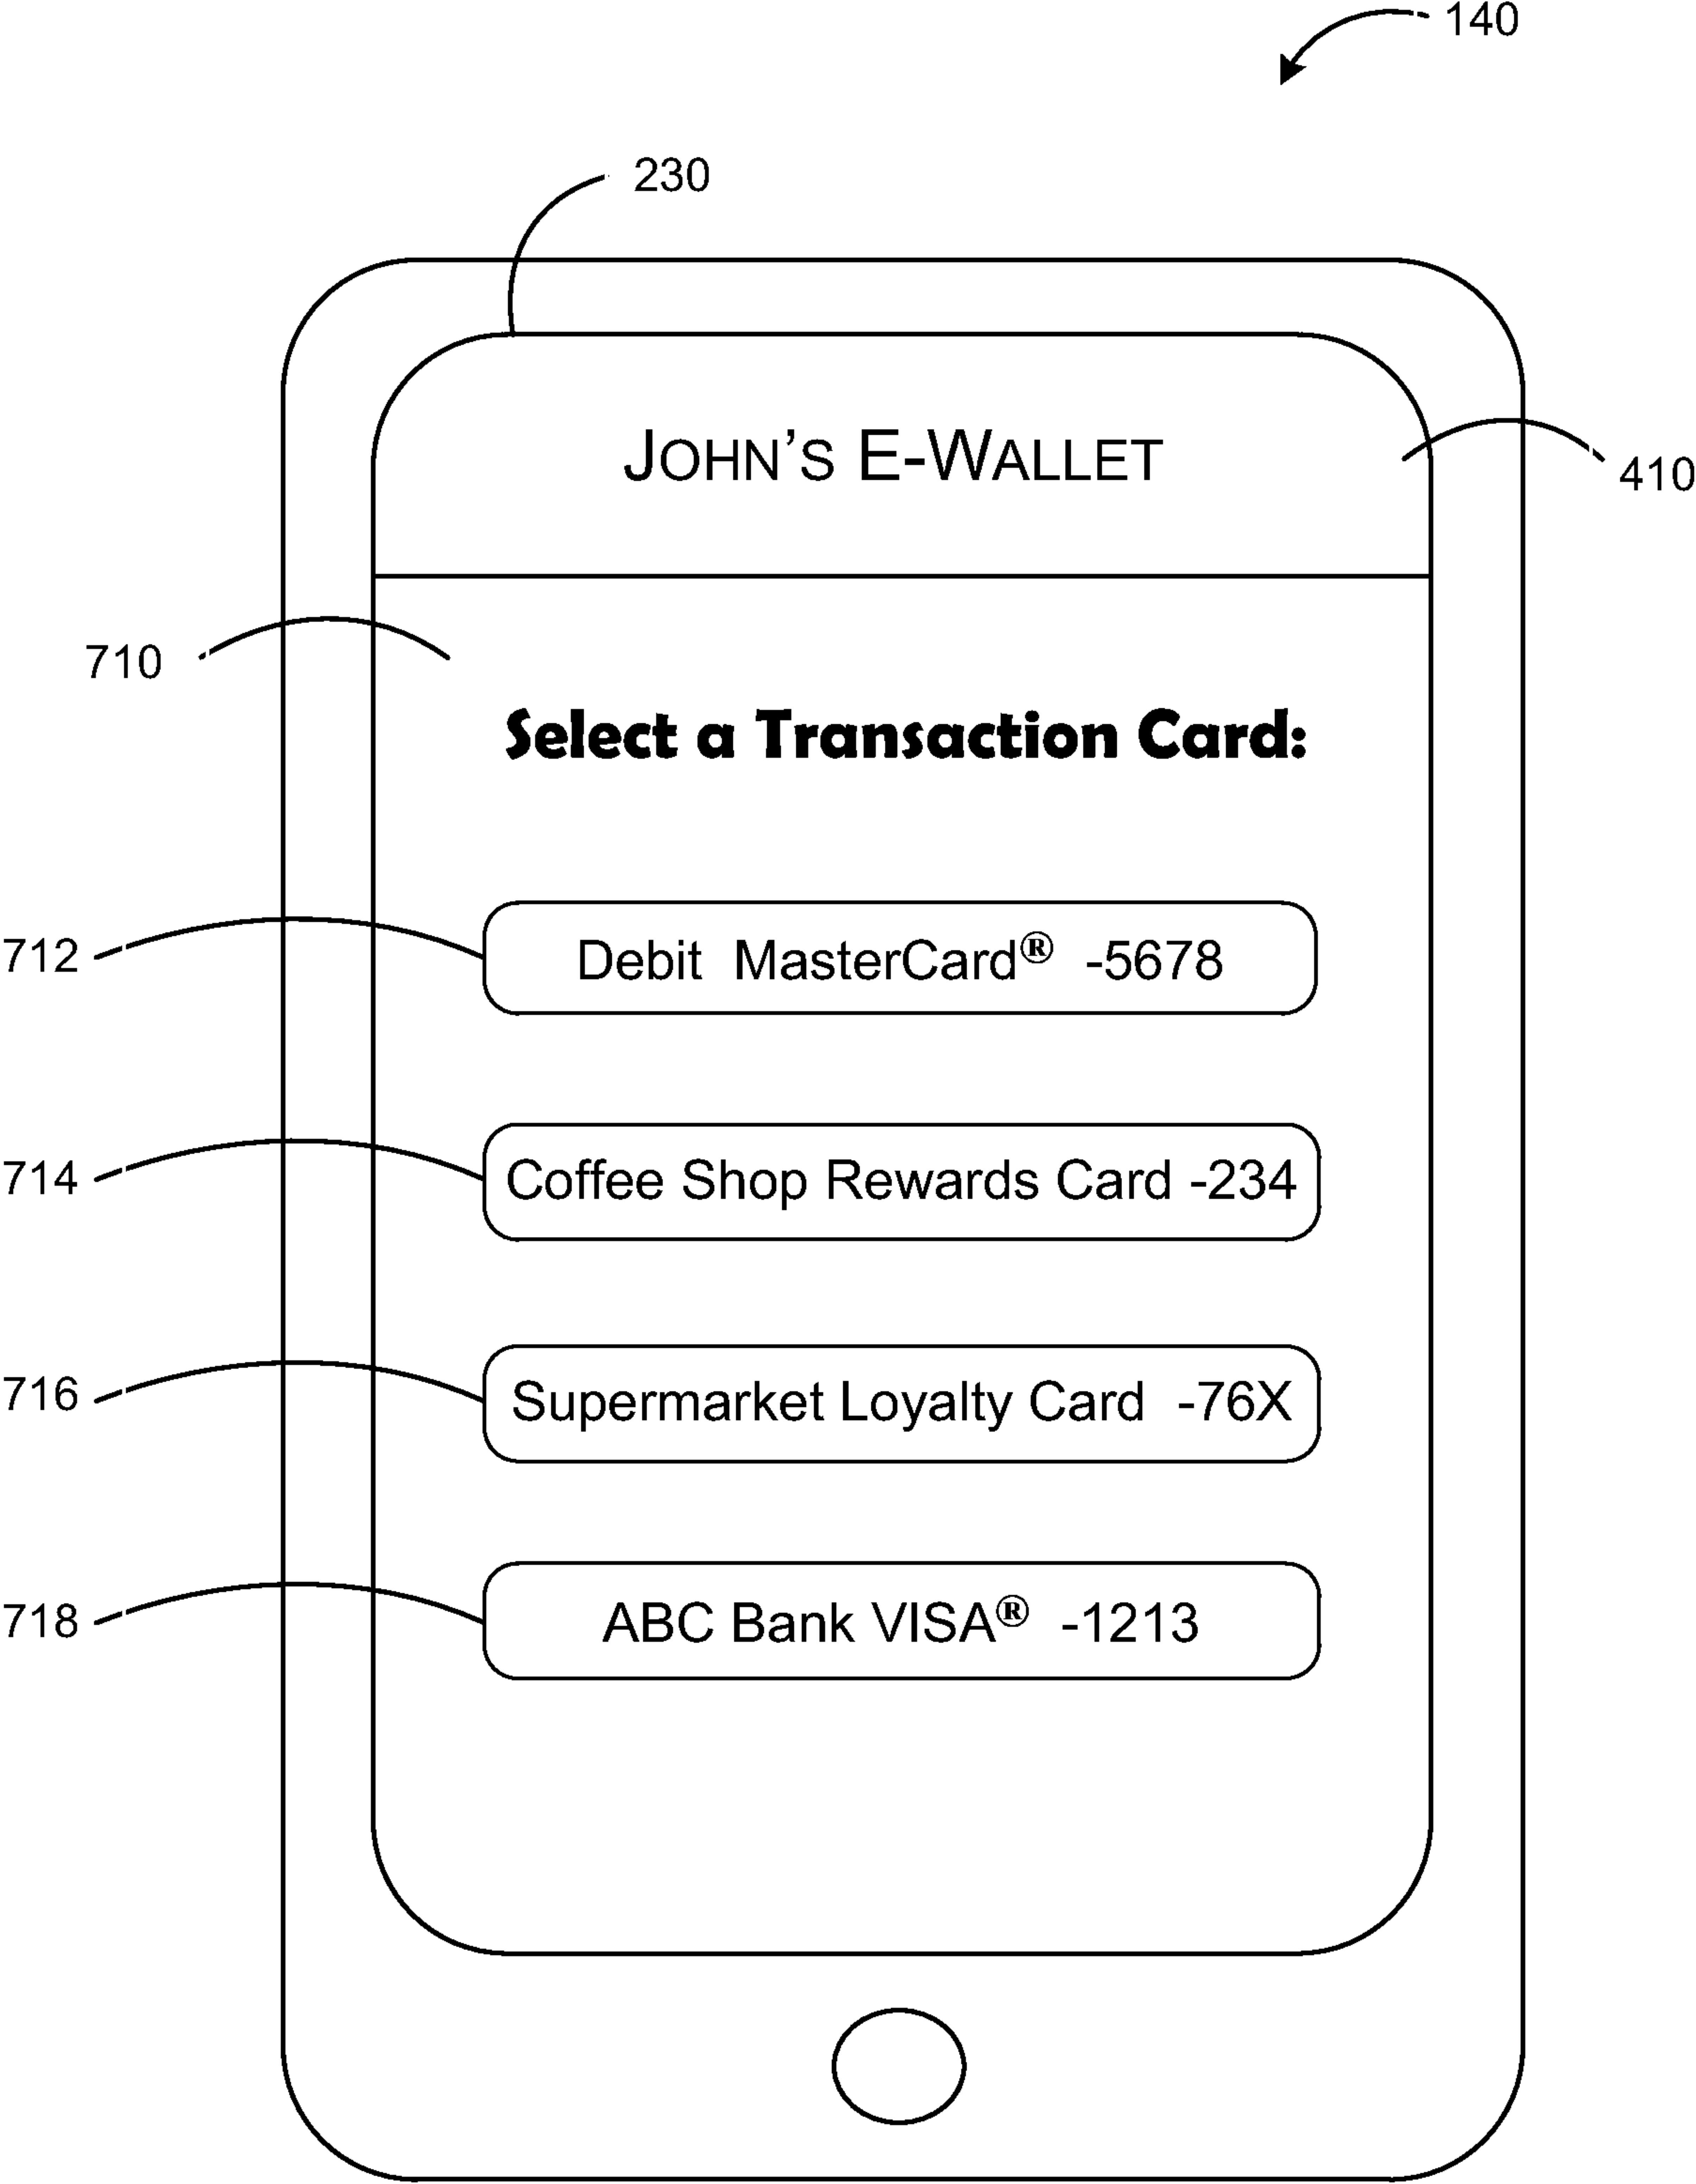 140
230
JOHN'S E-WALLET
410
710
Select a Transaction Card:
712
Debit MasterCard® -5678
714
Coffee Shop Rewards Card -234
716
Supermarket Loyalty Card -76X
718
ABC Bank VISA® -1213